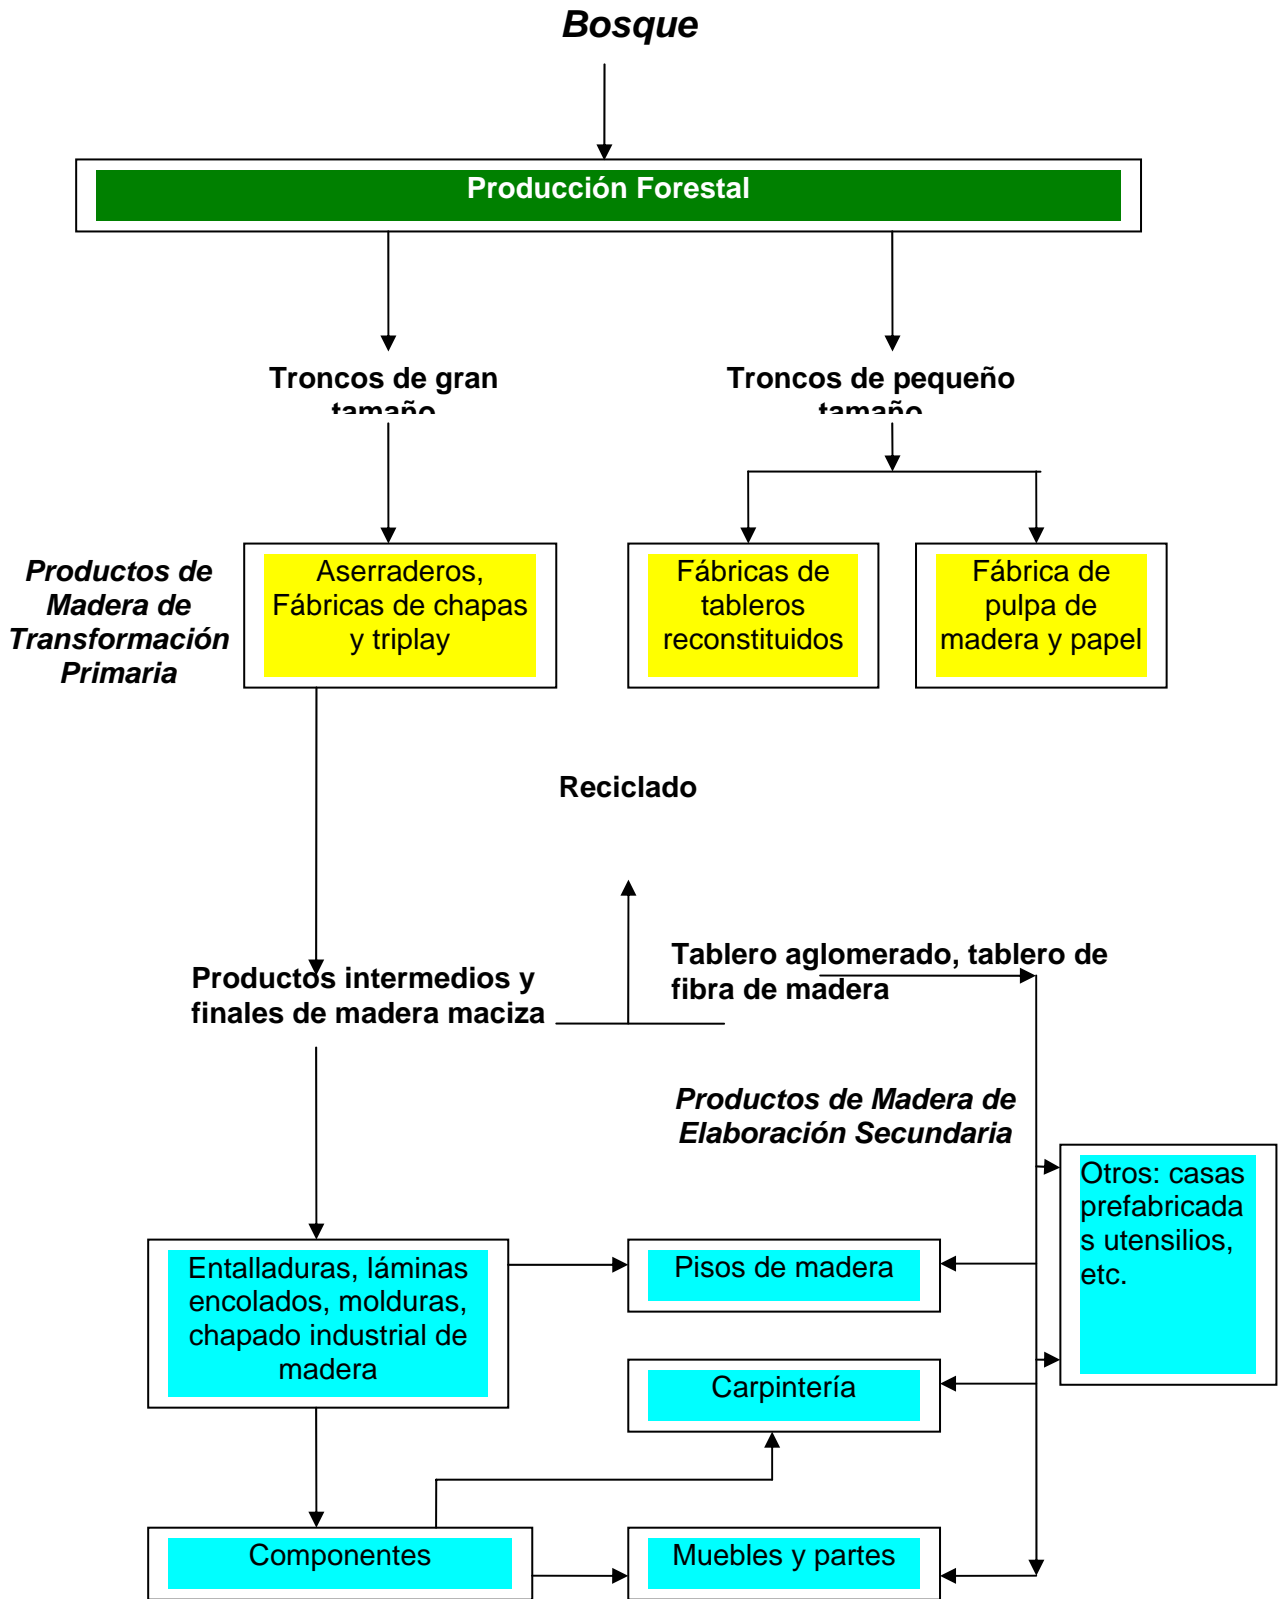 Bosque
Producción Forestal
Troncos de gran
tamaño
Troncos de pequeño
tamaño
Productos de
Madera de
Transformación
Primaria
Aserraderos,
Fábricas de chapas
y triplay
Fábricas de
tableros
reconstituidos
Fábrica de
pulpa de
madera y papel
Reciclado
Productos intermedios y
finales de madera maciza
Tablero aglomerado, tablero de
fibra de madera
Productos de Madera de
Elaboración Secundaria
Otros: casas
prefabricada
s utensilios,
etc.
Entalladuras, láminas
encolados, molduras,
chapado industrial de
madera
Pisos de madera
Carpintería
Componentes
Muebles y partes